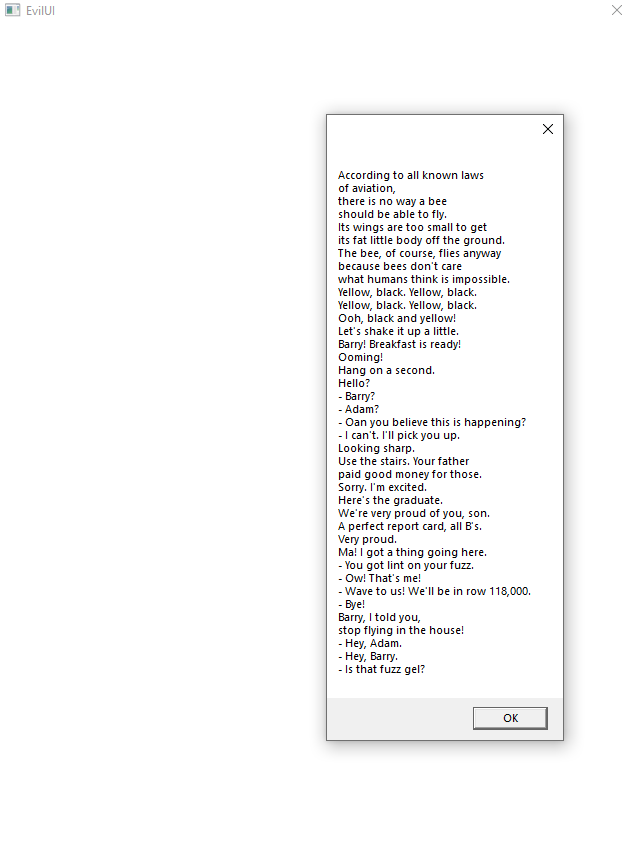 EvilUI
According to all known laws
of aviation,
there is no way a bee
should be able to fly.
Its wings are too small to get
its fat little body off the ground.
The bee, of course, flies anyway
because bees don't care
what humans think is impossible.
Yellow, black. Yellow, black.
Yellow, black. Yellow, black.
Ooh, black and yellow!
Let's shake it up a little.
Barry! Breakfast is ready!
Ooming!
Hang on a second.
Hello?
- Barry?
- Adam?
- Oan you believe this is happening?
- I can't. I'll pick you up.
Looking sharp.
Use the stairs. Your father
paid good money for those.
Sorry. I'm excited.
Here's the graduate.
We're very proud of you, son.
A perfect report card, all B's.
Very proud.
Ma! I got a thing going here.
- You got lint on your fuzz.
- Ow! That's me!
- Wave to us! We'll be in row 118,000.
- Bye!
Barry, I told you,
stop flying in the house!
- Hey, Adam.
- Hey, Barry.
- Is that fuzz gel?
OK